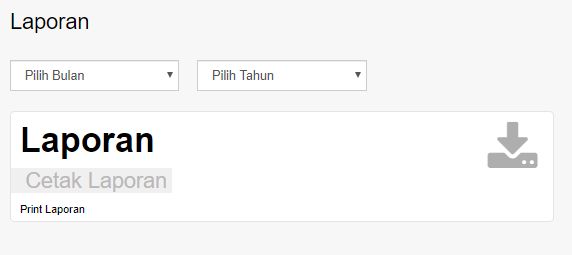 Laporan
Pilih Bulan Pilih Tahun
Laporan
Cetak Laporan
Print Laporan